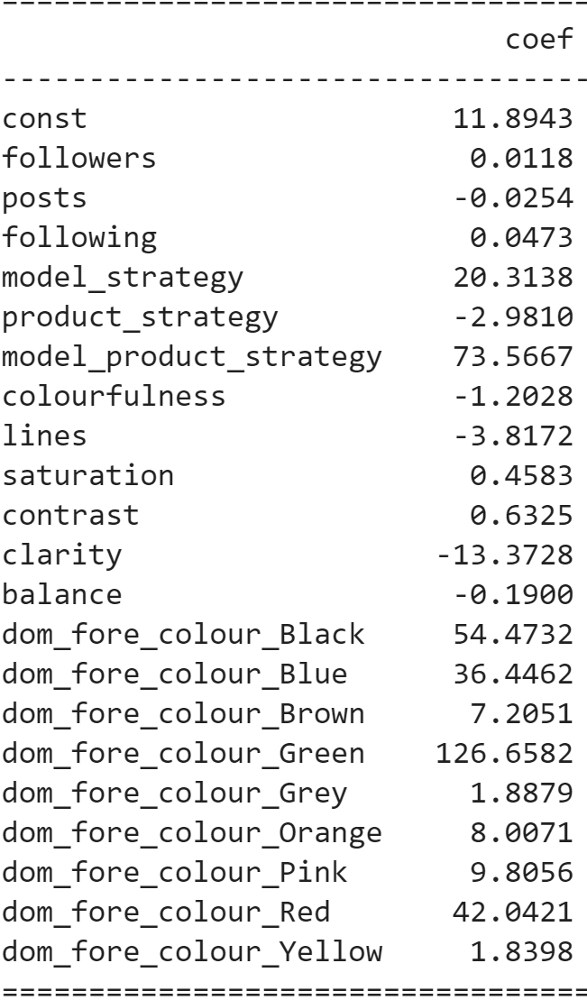 ==================================
coef
----------------------------------
const 11.8943
followers 0.0118
posts -0.0254
following 0.0473
model_strategy 20.3138
product_strategy -2.9810
model_product_strategy 73.5667
colourfulness -1.2028
lines -3.8172
saturation 0.4583
contrast 0.6325
clarity -13.3728
balance -0.1900
dom_fore_colour_Black 54.4732
dom_fore_colour_Blue 36.4462
dom_fore_colour_Brown 7.2051
dom_fore_colour_Green 126.6582
dom_fore_colour_Grey 1.8879
dom_fore_colour_Orange 8.0071
dom_fore_colour_Pink 9.8056
dom_fore_colour_Red 42.0421
dom_fore_colour_Yellow 1.8398
==================================